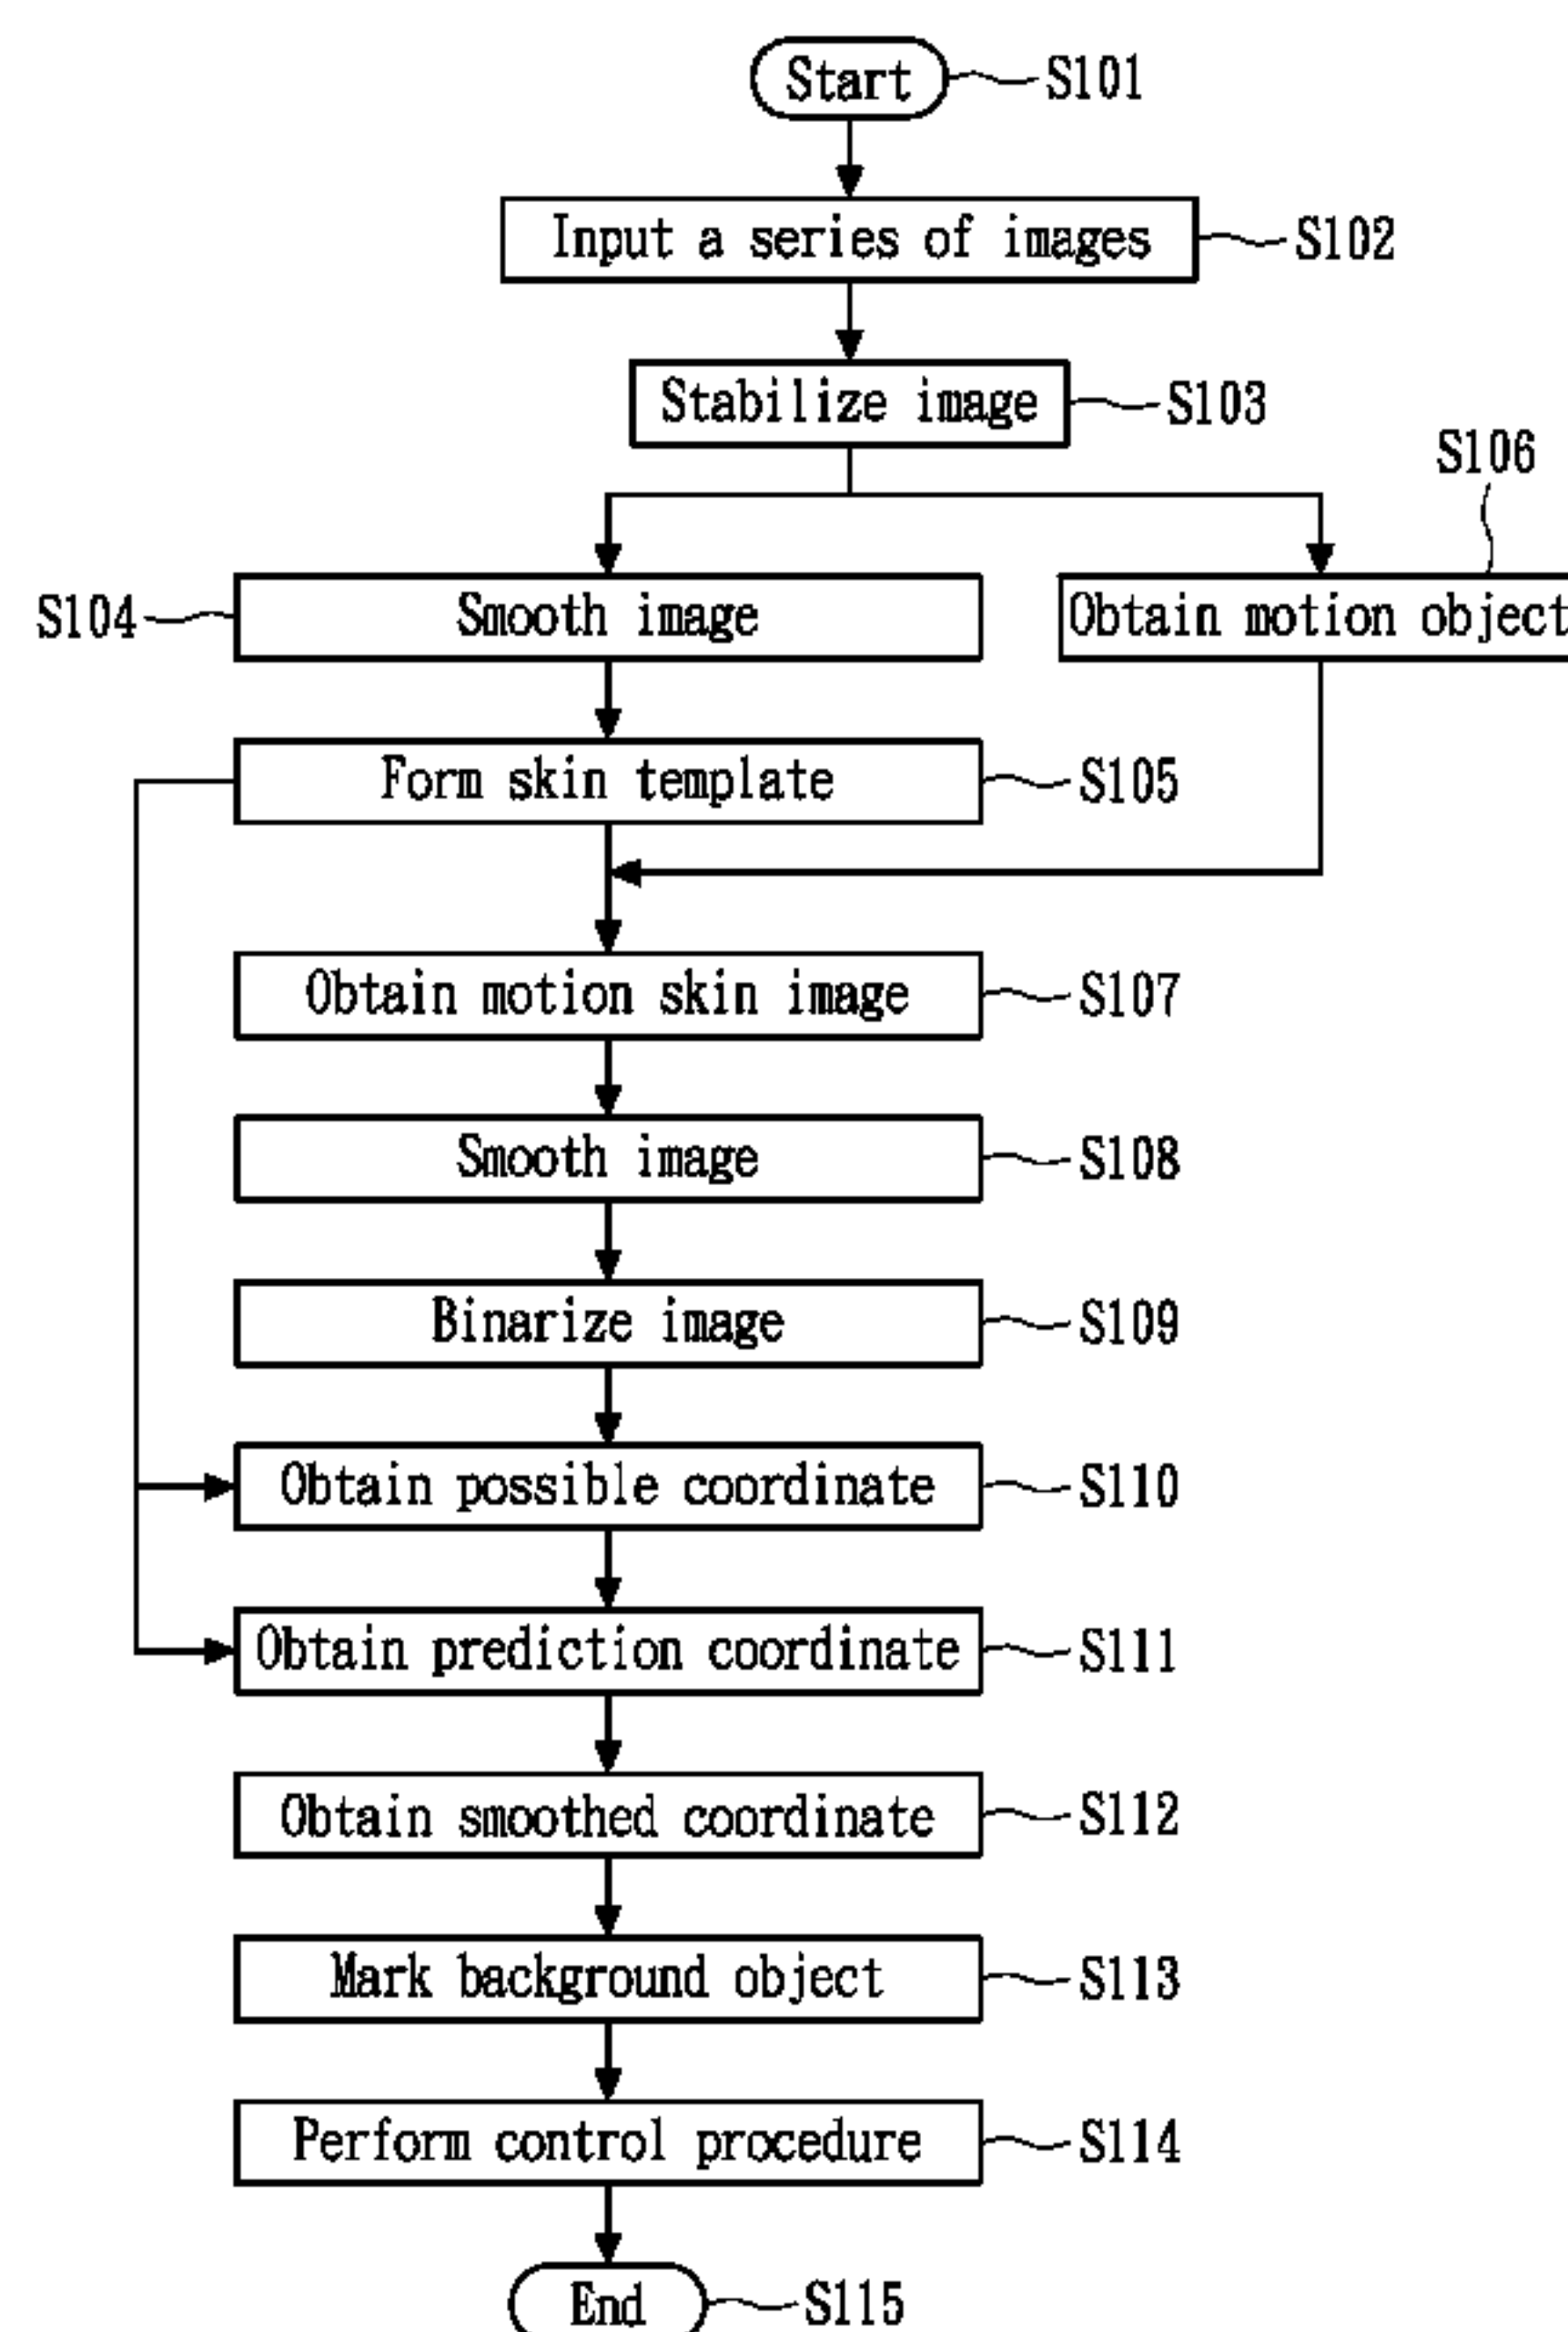 Start S101
Input a series of images S102
Stabilize image S103
S106
S104 Smooth image Obtain motion object
Form skin template S105
Obtain motion skin image S107
Smooth image S108
Binarize image S109
Obtain possible coordinate S110
Obtain prediction coordinate S111
Obtain smoothed coordinate S112
Mark background object S113
Perform control procedure S114
End S115